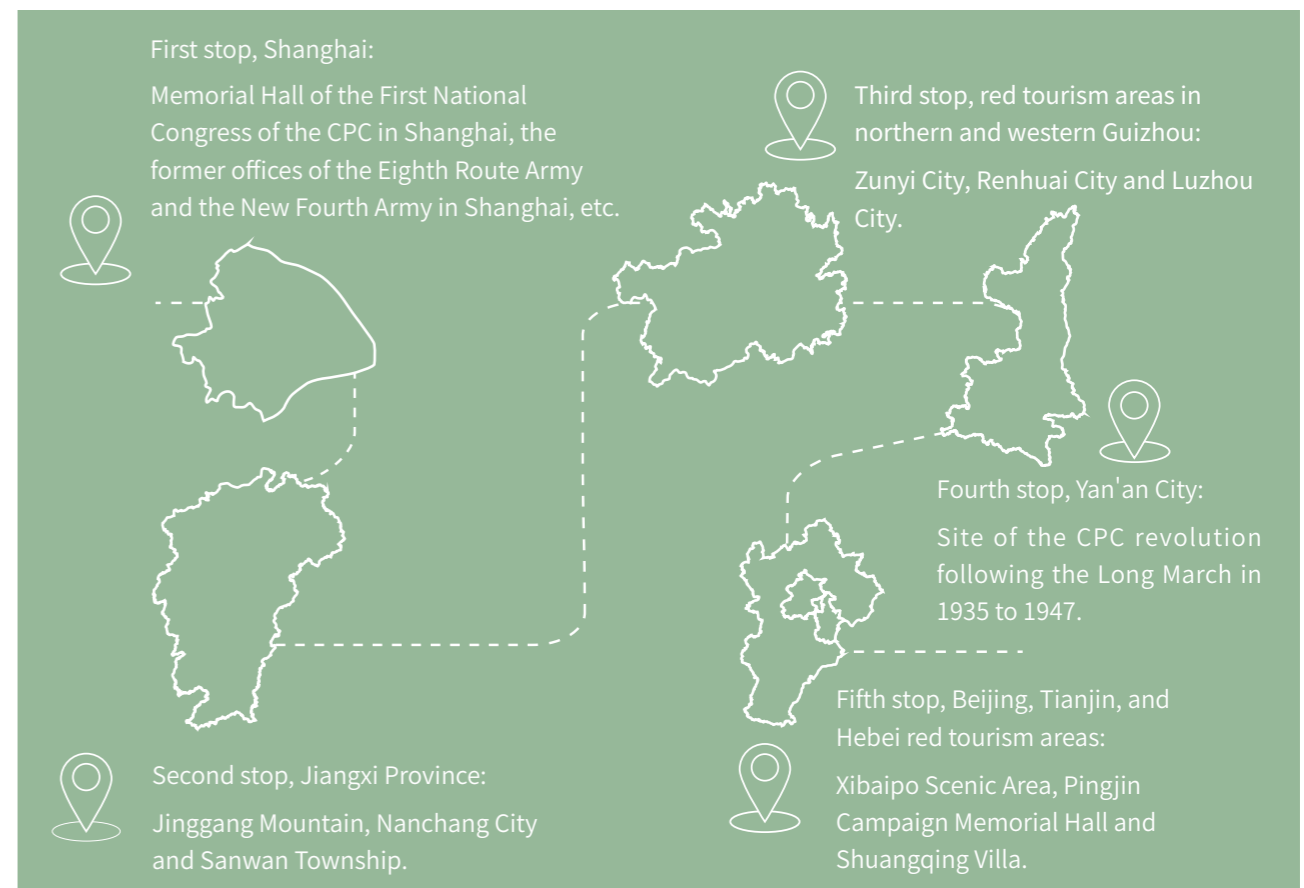 First stop, Shanghai:
Memorial Hall of the First National
Congress of the CPC in Shanghai, the
former offices of the Eighth Route Army
and the New Fourth Army in Shanghai, etc.
Second stop, Jiangxi Province:
Jinggang Mountain, Nanchang City
and Sanwan Township.
Third stop, red tourism areas in
northern and western Guizhou:
Zunyi City, Renhuai City and Luzhou
City.
Fourth stop, Yan'an City:
Site of the CPC revolution
following the Long March in
1935 to 1947.
Fifth stop, Beijing, Tianjin, and
Hebei red tourism areas:
Xibaipo Scenic Area, Pingjin
Campaign Memorial Hall and
Shuangqing Villa.